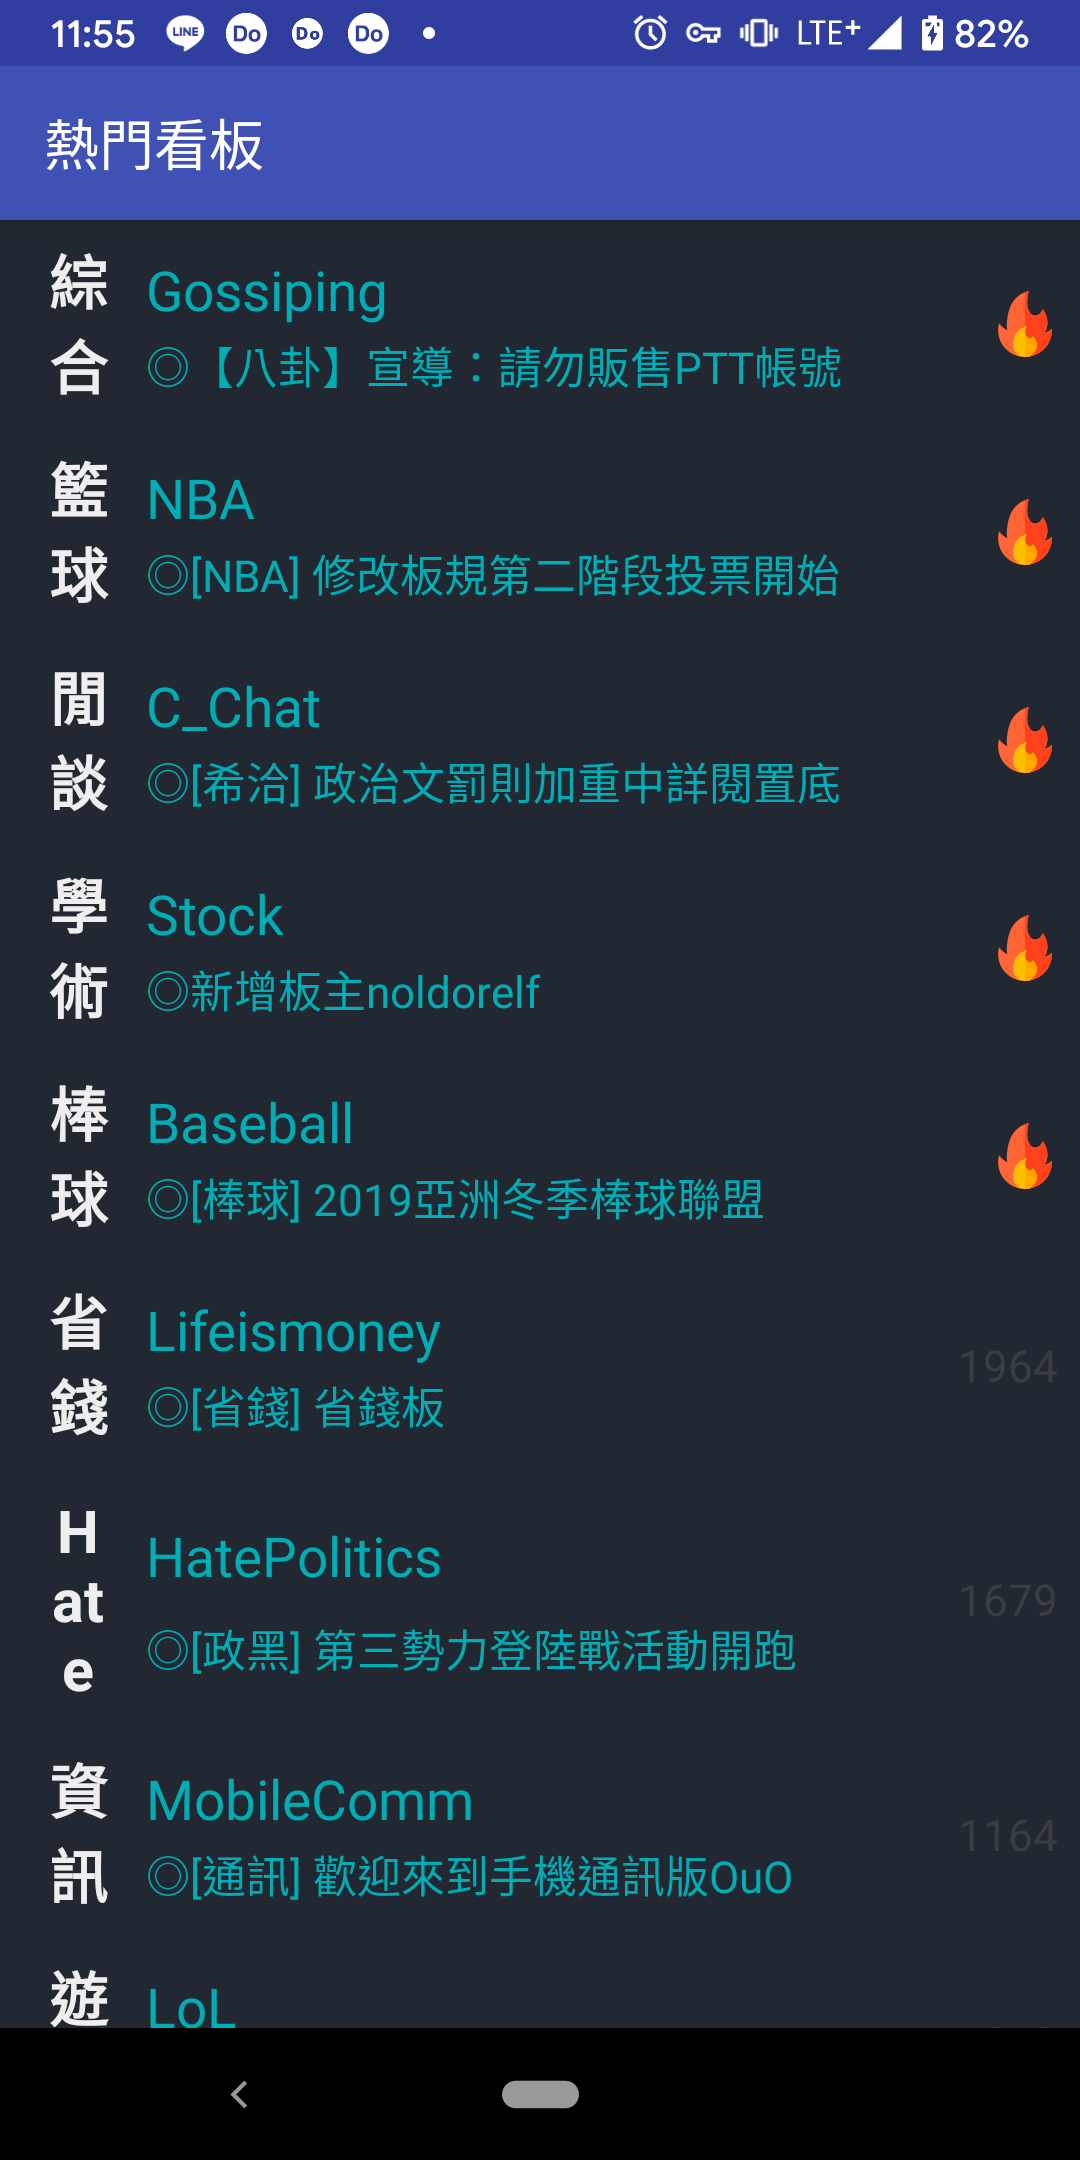 11:55 LINE Do Do Do LTE+ 82%
熱門看板
綜合
Gossiping
◎【八卦】宣導：請勿販售PTT帳號
籃球
NBA
◎[NBA] 修改板規第二階段投票開始
閒談
C_Chat
◎[希洽] 政治文罰則加重中詳閱置底
學術
Stock
◎新增板主noldorelf
棒球
Baseball
◎[棒球] 2019亞洲冬季棒球聯盟
省錢
Lifeismoney
◎[省錢] 省錢板
1964
Hate
HatePolitics
◎[政黑] 第三勢力登陸戰活動開跑
1679
資訊
MobileComm
◎[通訊] 歡迎來到手機通訊版OuO
1164
遊
LoL